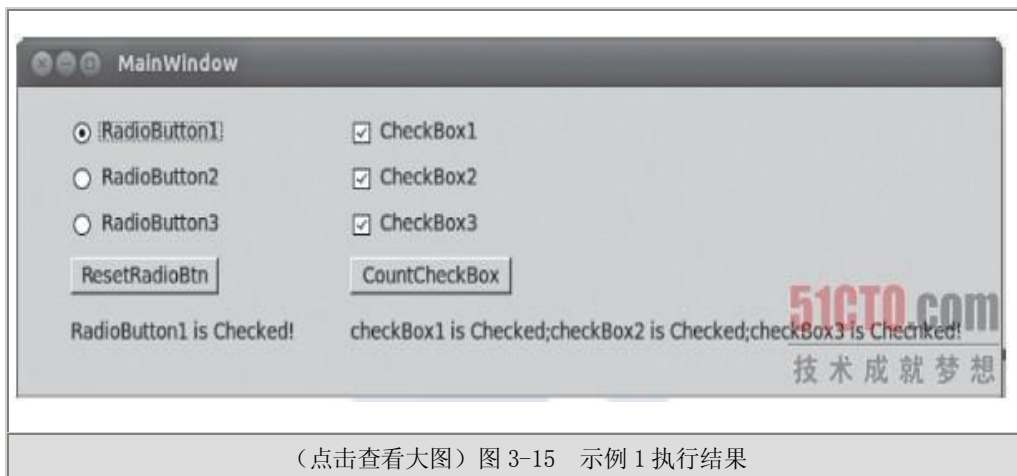 MainWindow
RadioButton1 CheckBox1
RadioButton2 CheckBox2
RadioButton3 CheckBox3
ResetRadioBtn CountCheckBox
RadioButton1 is Checked! checkBox1 is Checked;checkBox2 is Checked;checkBox3 is Checnked!
51CTO.com
技术成就梦想
（点击查看大图）图 3-15 示例 1 执行结果